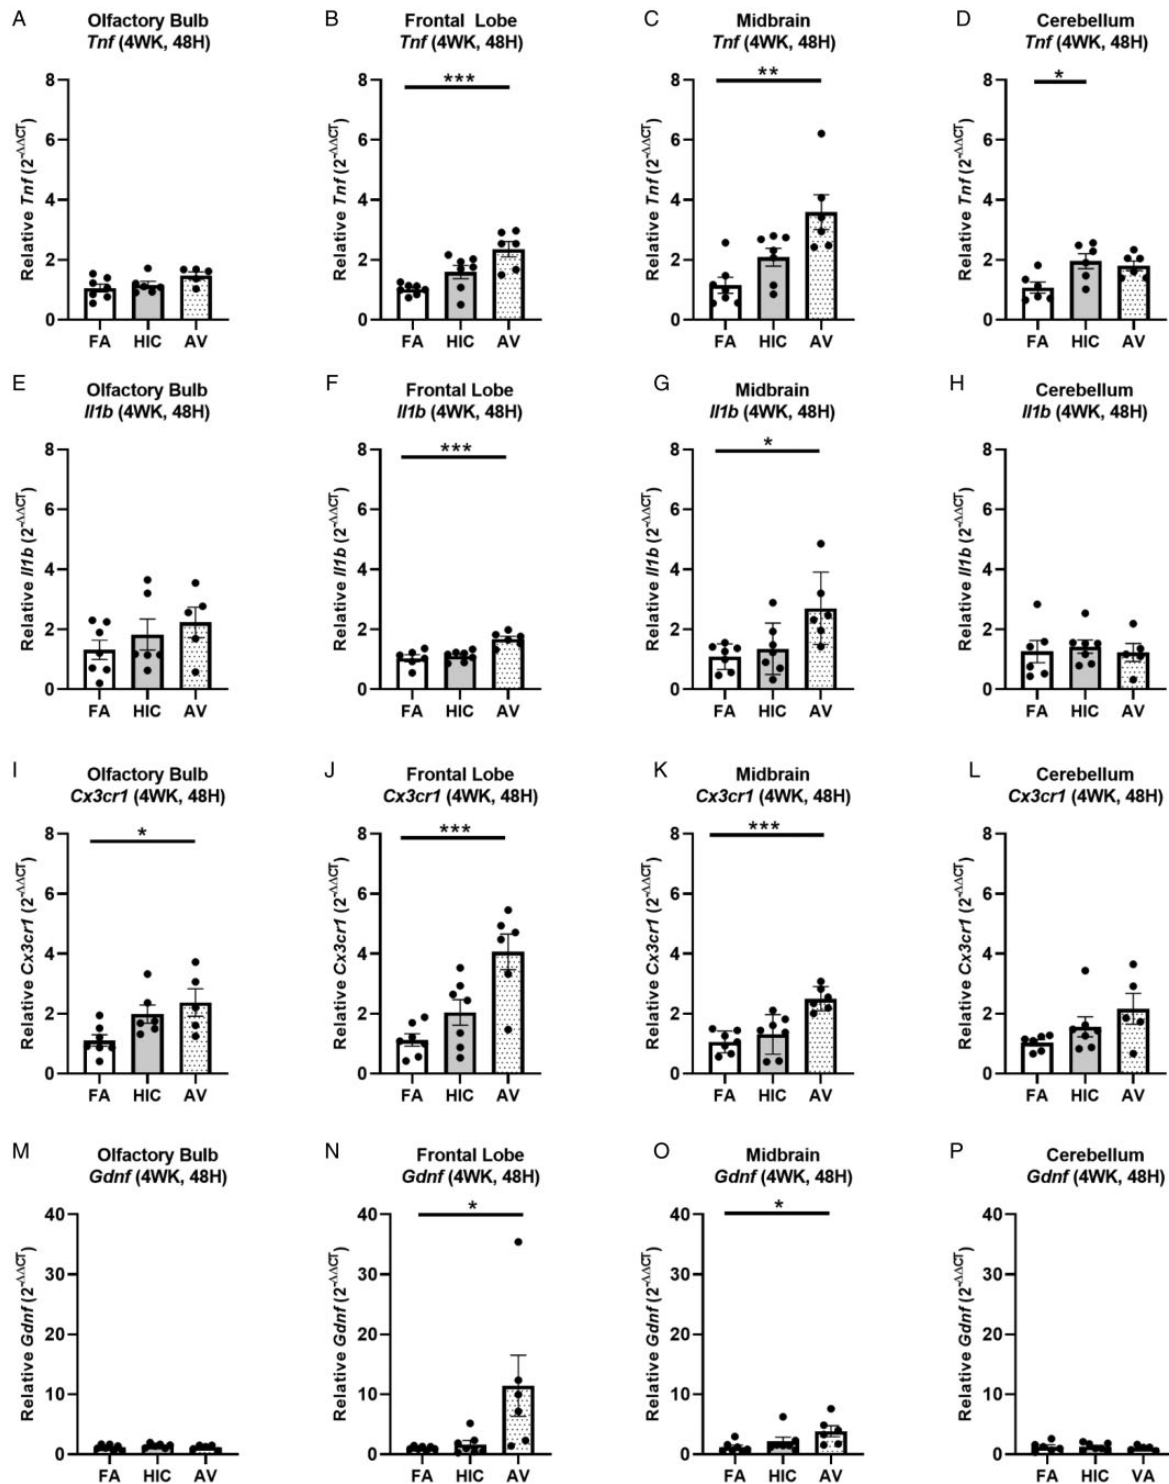 A
Olfactory Bulb
Tnf (4WK, 48H)
***
8
6
4
2
0
Relative Tnf (2-ΔΔCT)
FA HIC AV
B
Frontal Lobe
Tnf (4WK, 48H)
***
8
6
4
2
0
Relative Tnf (2-ΔΔCT)
FA HIC AV
C
Midbrain
Tnf (4WK, 48H)
**
8
6
4
2
0
Relative Tnf (2-ΔΔCT)
FA HIC AV
D
Cerebellum
Tnf (4WK, 48H)
*
8
6
4
2
0
Relative Tnf (2-ΔΔCT)
FA HIC AV
E
Olfactory Bulb
Il1b (4WK, 48H)
8
6
4
2
0
Relative Il1b (2-ΔΔCT)
FA HIC AV
F
Frontal Lobe
Il1b (4WK, 48H)
***
8
6
4
2
0
Relative Il1b (2-ΔΔCT)
FA HIC AV
G
Midbrain
Il1b (4WK, 48H)
*
8
6
4
2
0
Relative Il1b (2-ΔΔCT)
FA HIC AV
H
Cerebellum
Il1b (4WK, 48H)
8
6
4
2
0
Relative Il1b (2-ΔΔCT)
FA HIC AV
I
Olfactory Bulb
Cx3cr1 (4WK, 48H)
*
8
6
4
2
0
Relative Cx3cr1 (2-ΔΔCT)
FA HIC AV
J
Frontal Lobe
Cx3cr1 (4WK, 48H)
***
8
6
4
2
0
Relative Cx3cr1 (2-ΔΔCT)
FA HIC AV
K
Midbrain
Cx3cr1 (4WK, 48H)
***
8
6
4
2
0
Relative Cx3cr1 (2-ΔΔCT)
FA HIC AV
L
Cerebellum
Cx3cr1 (4WK, 48H)
8
6
4
2
0
Relative Cx3cr1 (2-ΔΔCT)
FA HIC AV
M
Olfactory Bulb
Gdnf (4WK, 48H)
40
30
20
10
0
Relative Gdnf (2-ΔΔCT)
FA HIC AV
N
Frontal Lobe
Gdnf (4WK, 48H)
*
40
30
20
10
0
Relative Gdnf (2-ΔΔCT)
FA HIC AV
O
Midbrain
Gdnf (4WK, 48H)
*
40
30
20
10
0
Relative Gdnf (2-ΔΔCT)
FA HIC AV
P
Cerebellum
Gdnf (4WK, 48H)
40
30
20
10
0
Relative Gdnf (2-ΔΔCT)
FA HIC VA